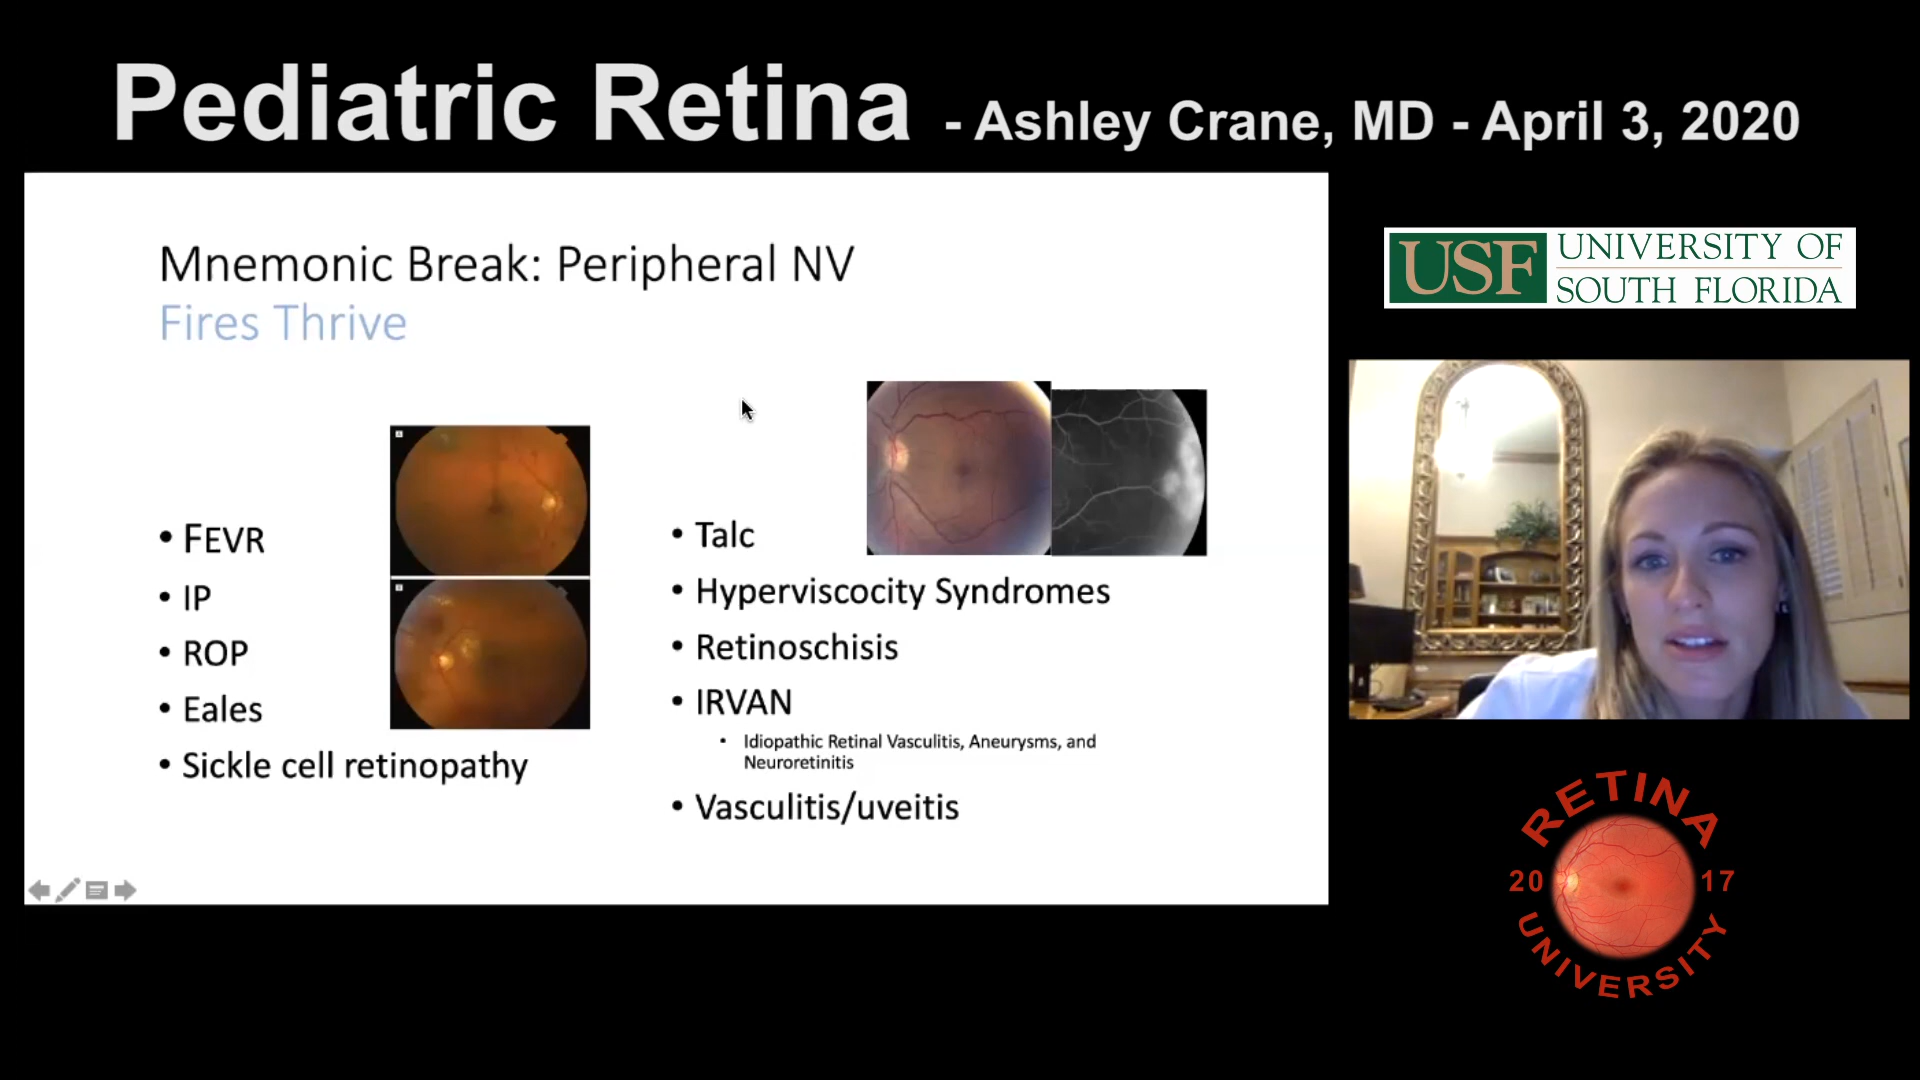 Pediatric Retina - Ashley Crane, MD - April 3, 2020
Mnemonic Break: Peripheral NV
Fires Thrive
• FEVR
• IP
• ROP
• Eales
• Sickle cell retinopathy
• Talc
• Hyperviscocity Syndromes
• Retinoschisis
• IRVAN
• Idiopathic Retinal Vasculitis, Aneurysms, and
Neuroretinitis
• Vasculitis/uveitis
USF UNIVERSITY OF
SOUTH FLORIDA
RETINA
20 17
UNIVERSITY